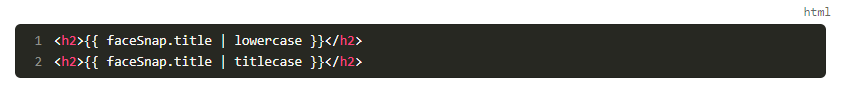 html
1 <h2>{{ faceSnap.title | lowercase }}</h2>
2 <h2>{{ faceSnap.title | titlecase }}</h2>